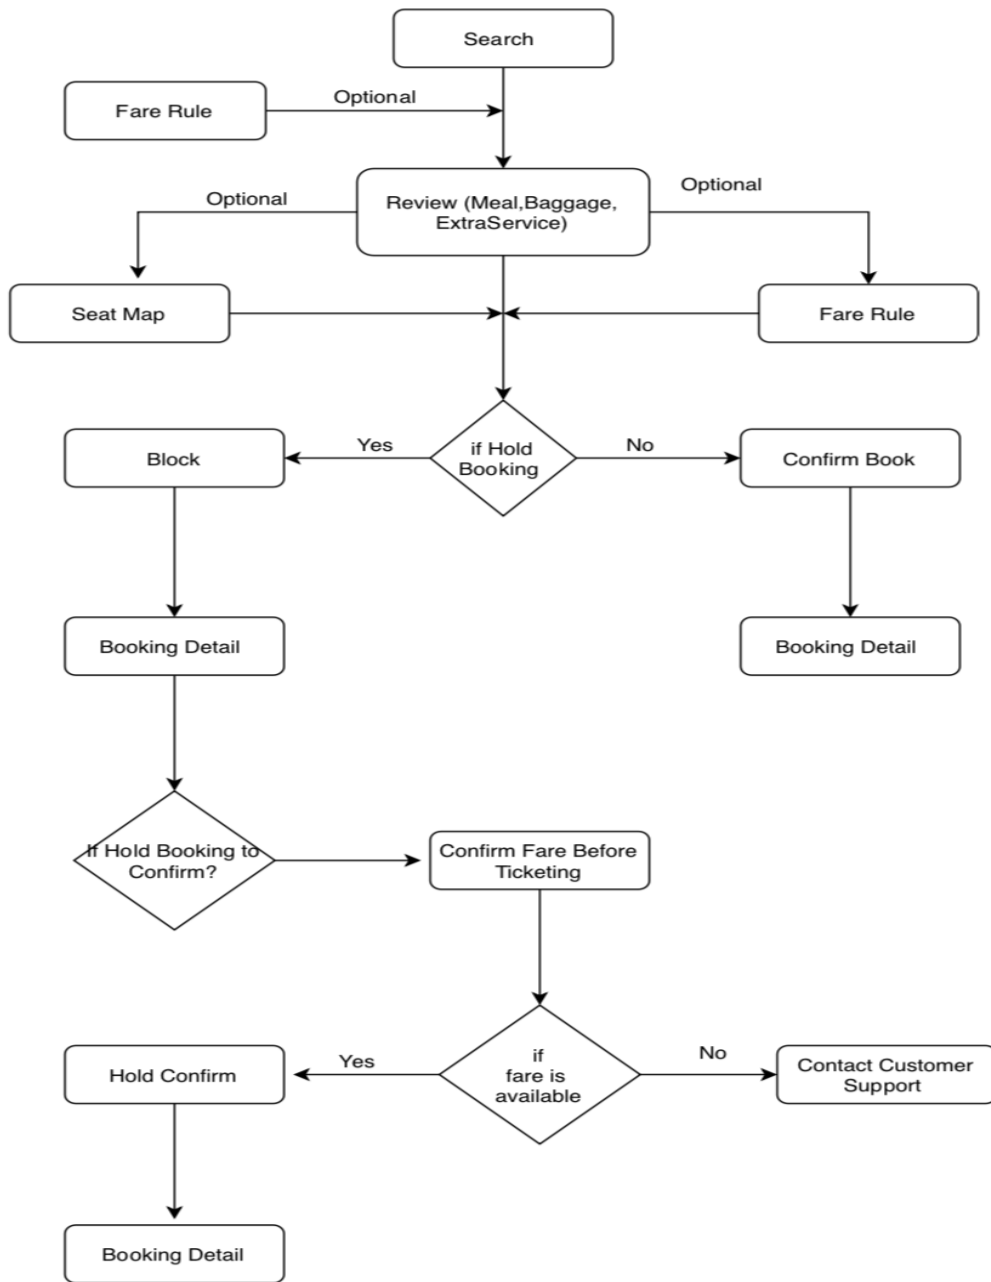 Search
Fare Rule
Optional
Optional
Review (Meal,Baggage,
ExtraService)
Optional
Seat Map
Fare Rule
Block
Yes
if Hold
Booking
No
Confirm Book
Booking Detail
Booking Detail
If Hold Booking to
Confirm?
Confirm Fare Before
Ticketing
Hold Confirm
Yes
if
fare is
available
No
Contact Customer
Support
Booking Detail